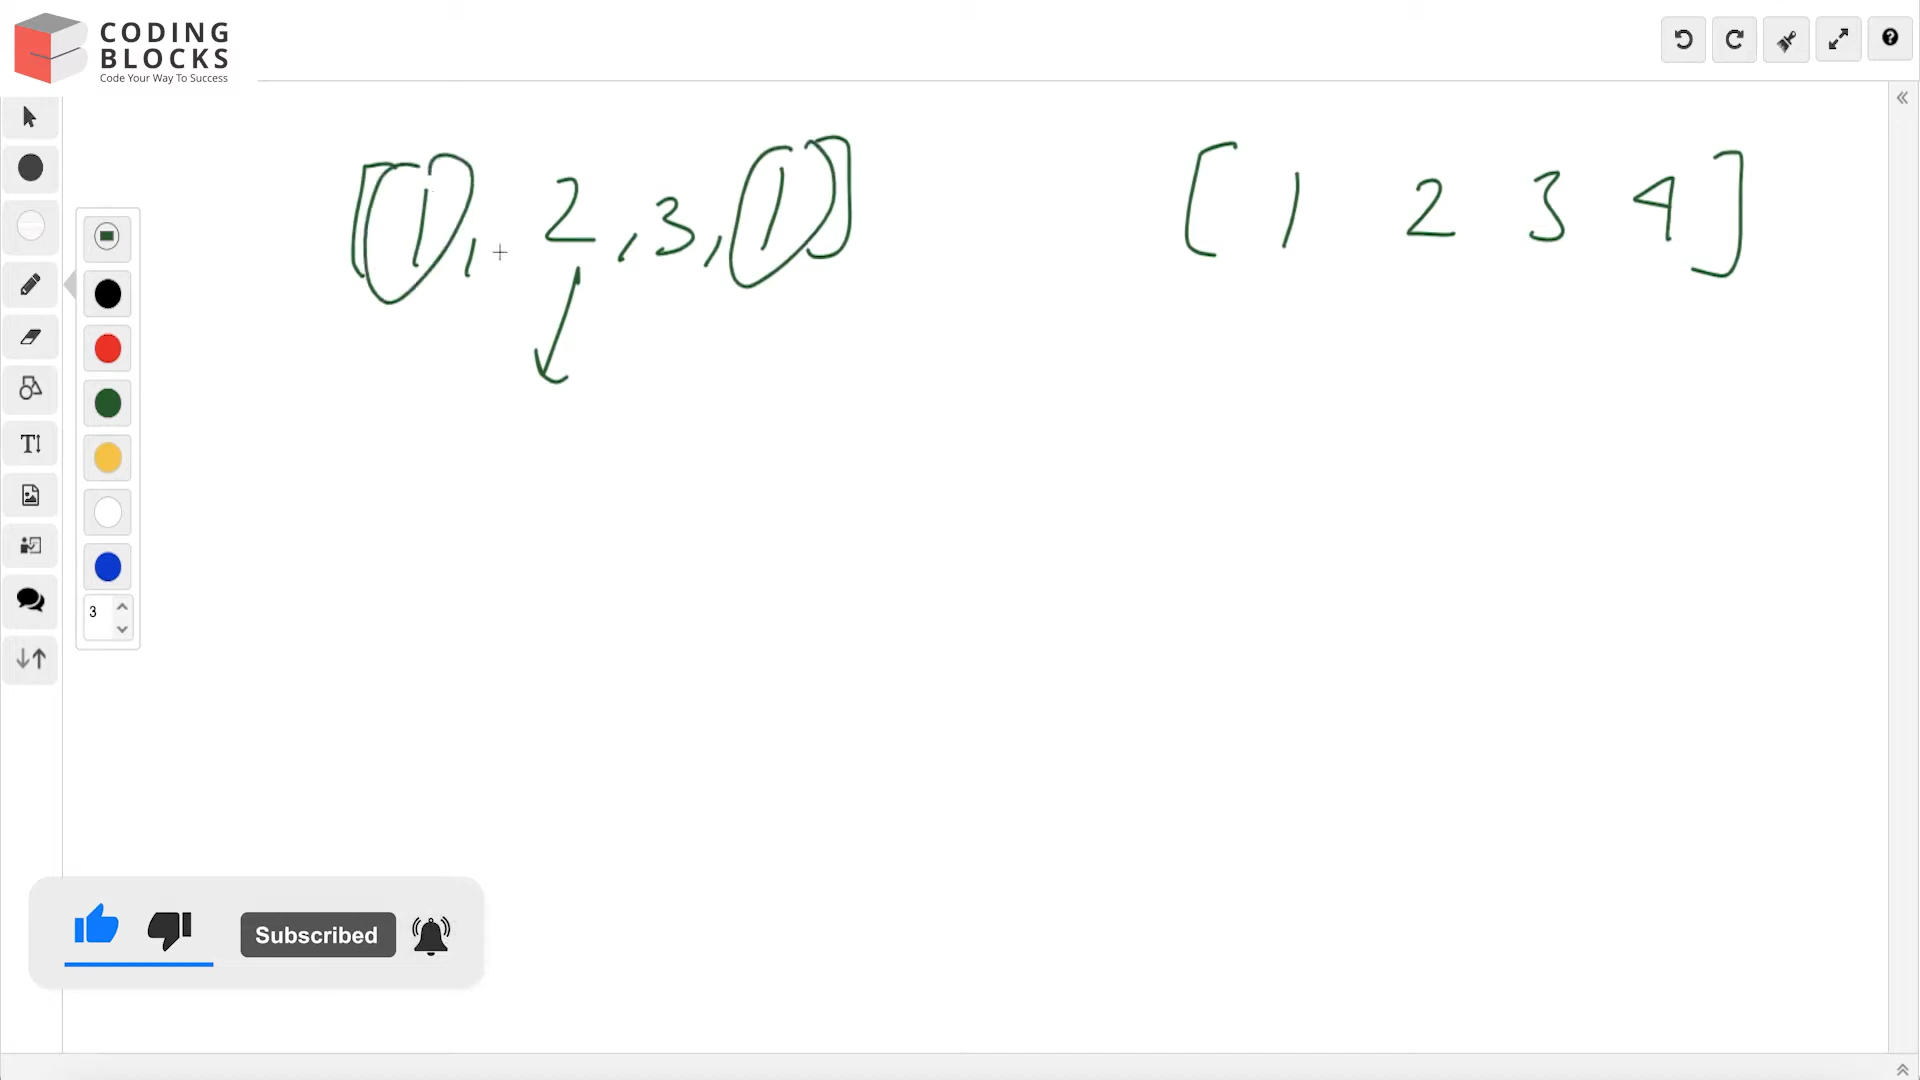 CODING
BLOCKS
Code Your Way To Success
[1, 2, 3, 1]
[1 2 3 4]
T
3
Subscribed